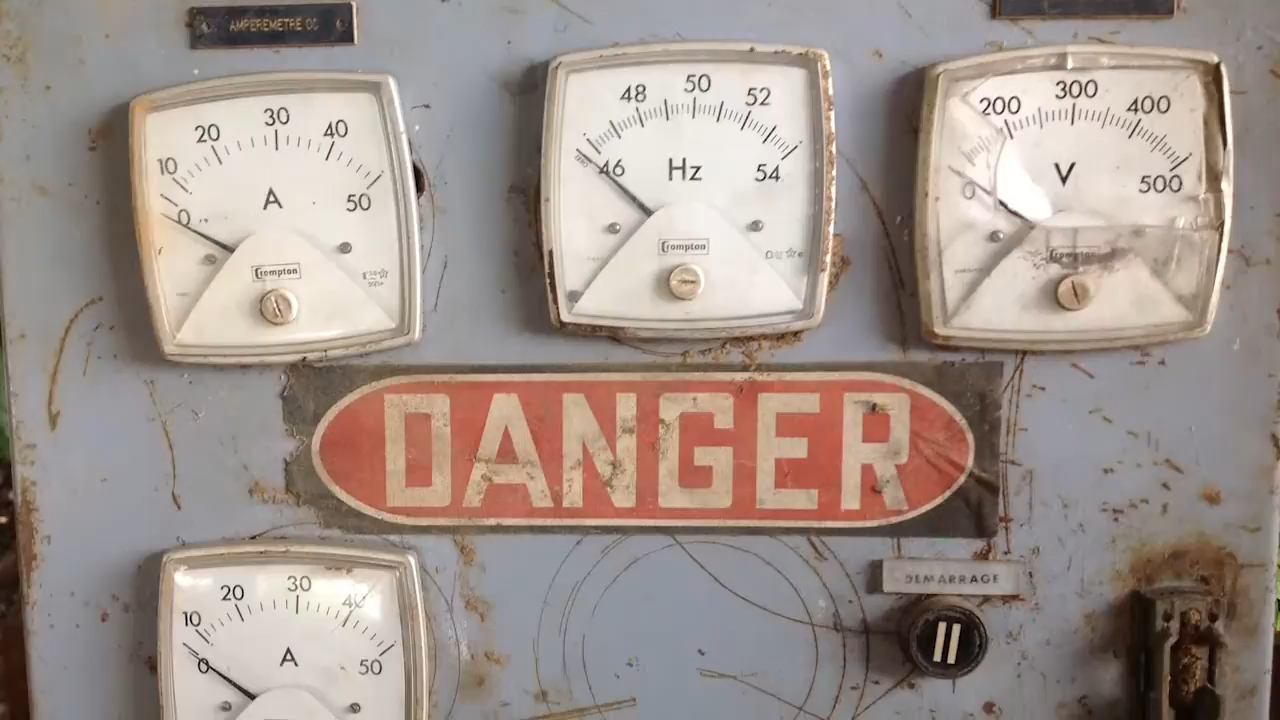 AMPEREMETRE
10 20 30 40 50
0
A
Crompton
46 48 50 52 54
Hz
Crompton
0 200 300 400 500
V
Crompton
DANGER
DEMARRAGE
0 10 20 30 40 50
A